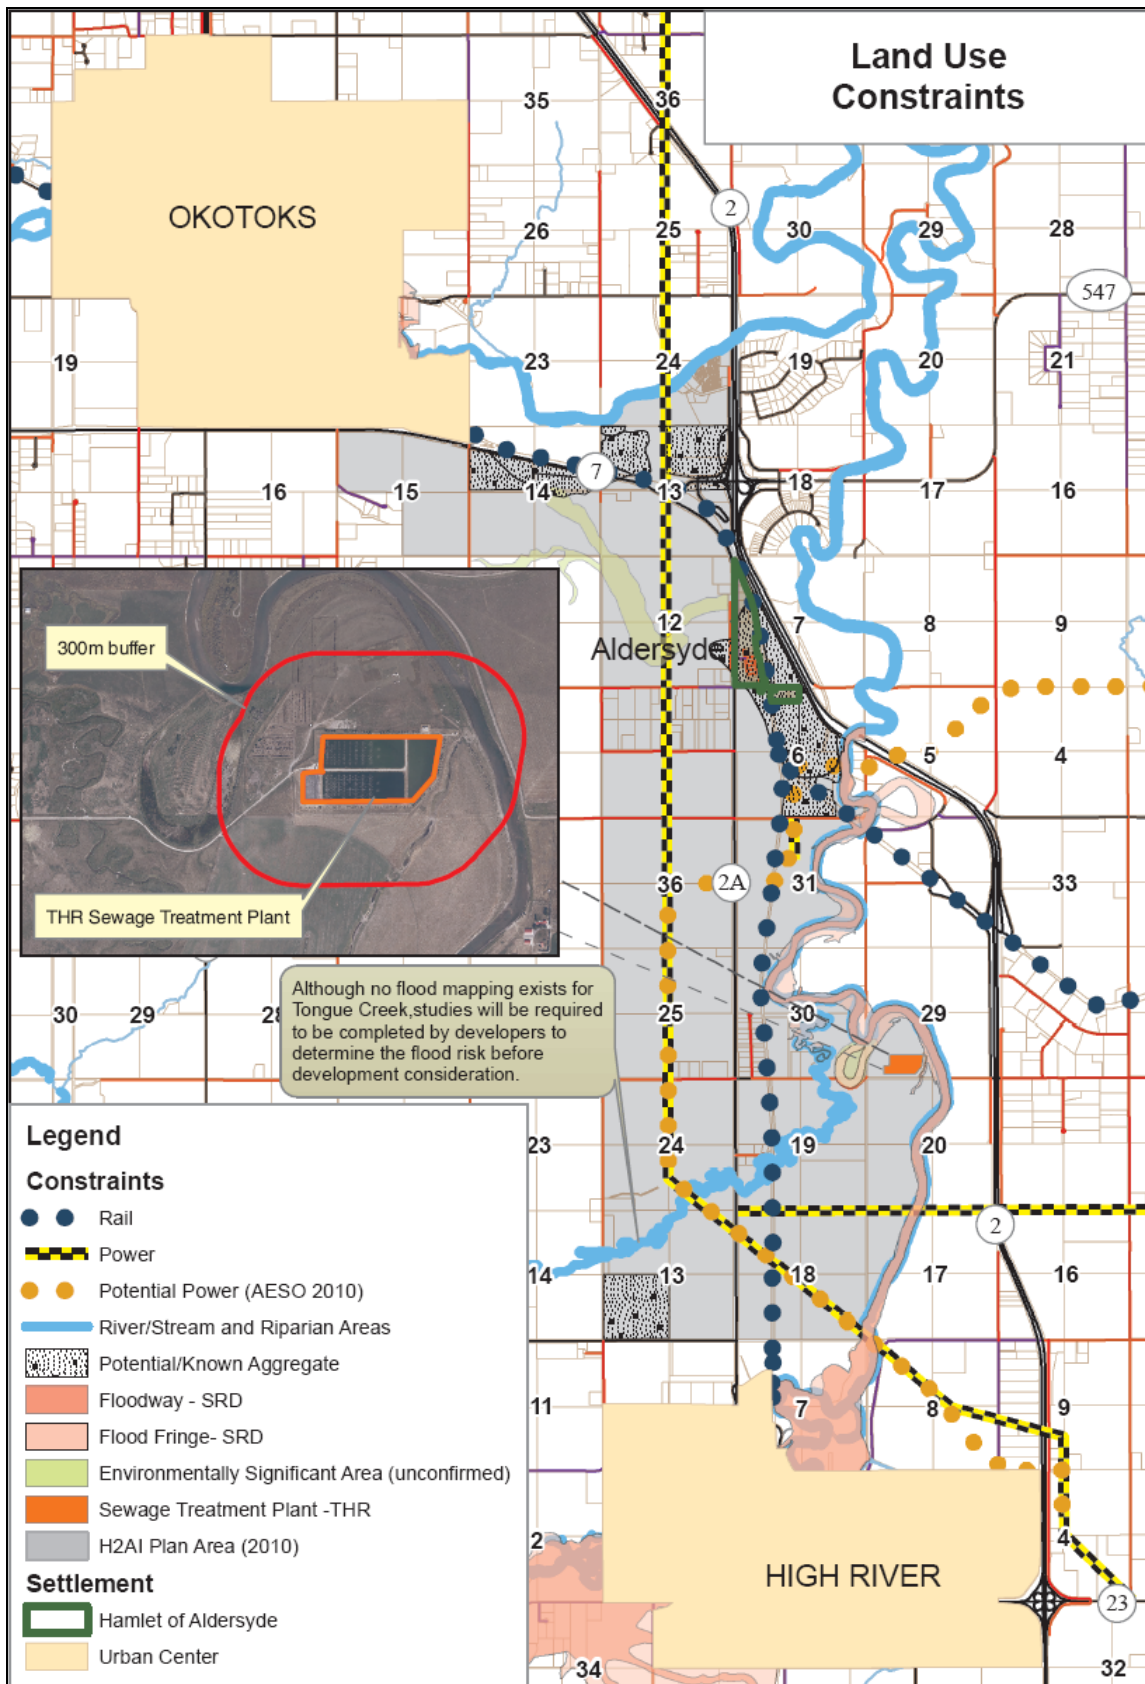 Land Use
Constraints
35
36
OKOTOKS
2
26
25
30
29
28
547
19
23
24
19
20
21
7
16
15
14
13
18
17
16
300m buffer
THR Sewage Treatment Plant
12
7
8
9
Aldersyde
6
5
4
36
2A
31
33
30
29
28
25
30
29
Although no flood mapping exists for
Tongue Creek,studies will be required
to be completed by developers to
determine the flood risk before
development consideration.
23
24
19
20
2
14
13
18
17
16
11
7
8
9
2
4
HIGH RIVER
23
34
32
Legend
Constraints
Rail
Power
Potential Power (AESO 2010)
River/Stream and Riparian Areas
Potential/Known Aggregate
Floodway - SRD
Flood Fringe- SRD
Environmentally Significant Area (unconfirmed)
Sewage Treatment Plant -THR
H2AI Plan Area (2010)
Settlement
Hamlet of Aldersyde
Urban Center